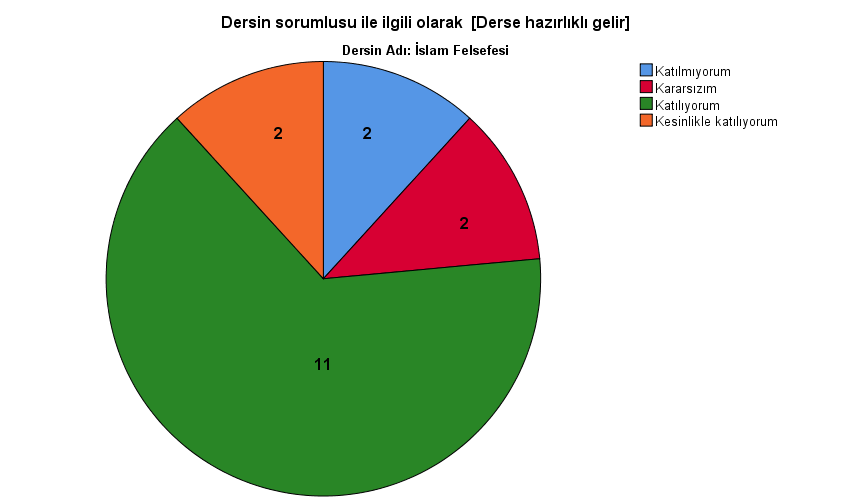 Dersin sorumlusu ile ilgili olarak [Derse hazırlıklı gelir]
Dersin Adı: İslam Felsefesi
Katılmıyorum
Kararsızım
Katılıyorum
Kesinlikle katılıyorum
2
2
2
11